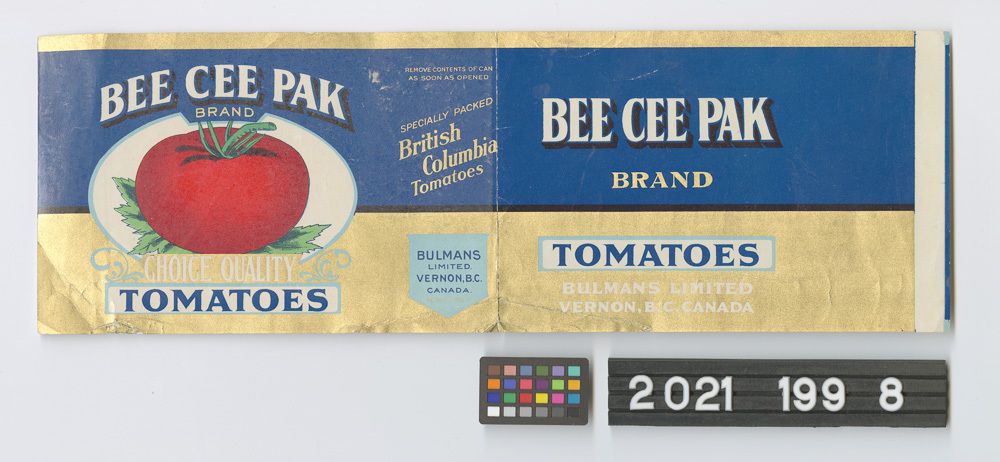 BEE CEE PAK
BRAND
CHOICE QUALITY
TOMATOES
REMOVE CONTENTS OF CAN
AS SOON AS OPENED
SPECIALLY PACKED
British
Columbia
Tomatoes
BULMANS
LIMITED.
VERNON, B.C.
CANADA.
BEE CEE PAK
BRAND
TOMATOES
BULMANS LIMITED
VERNON, B.C. CANADA
2021 199 8